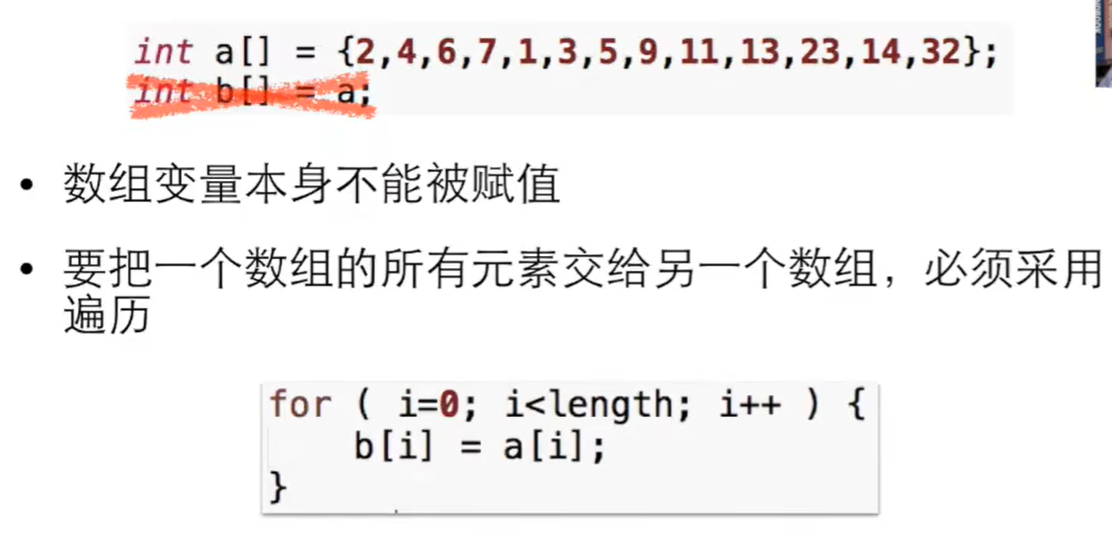 int a[] = {2,4,6,7,1,3,5,9,11,13,23,14,32};
int b[] = a;
• 数组变量本身不能被赋值
• 要把一个数组的所有元素交给另一个数组，必须采用
遍历
for ( i=0; i<length; i++ ) {
    b[i] = a[i];
}